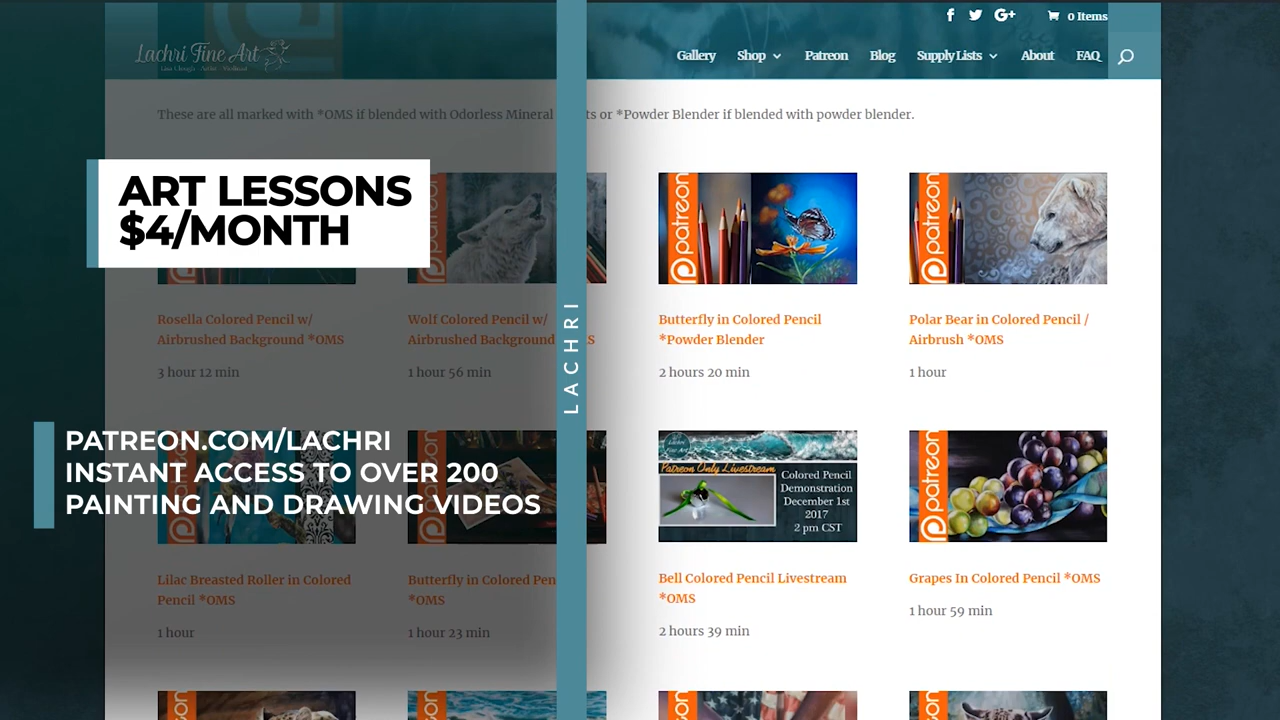 0 Items
Lachri Fine Art
Gallery Shop Patreon Blog Supply Lists About FAQ
These are all marked with *OMS if blended with Odorless Mineral ts or *Powder Blender if blended with powder blender.
ART LESSONS
$4/MONTH
patreon
patreon
Rosella Colored Pencil w/
Airbrushed Background *OMS
3 hour 12 min
Wolf Colored Pencil w/
Airbrushed Background S
1 hour 56 min
Butterfly in Colored Pencil
*Powder Blender
2 hours 20 min
Polar Bear in Colored Pencil /
Airbrush *OMS
1 hour
LACHRI
PATREON.COM/LACHRI
INSTANT ACCESS TO OVER 200
PAINTING AND DRAWING VIDEOS
Patreon Only Livestream
Colored Pencil
Demonstration
December 1st
2017
2 pm CST
patreon
Lilac Breasted Roller in Colored
Pencil *OMS
1 hour
Butterfly in Colored Pen
*OMS
1 hour 23 min
Bell Colored Pencil Livestream
*OMS
2 hours 39 min
Grapes In Colored Pencil *OMS
1 hour 59 min